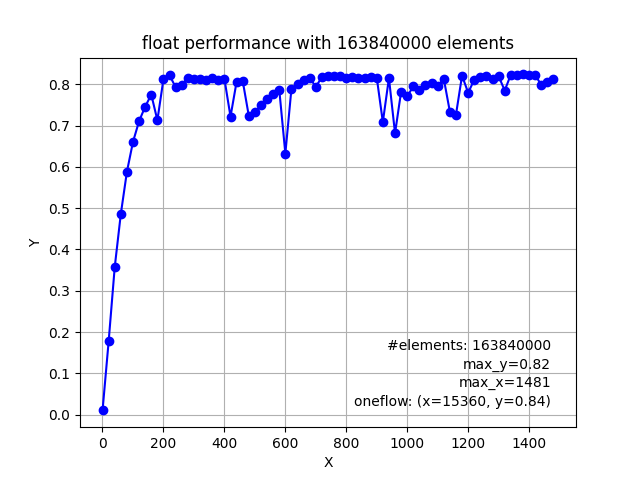 float performance with 163840000 elements
0.8
0.7
0.6
0.5
0.4
0.3
0.2
0.1
0.0
Y
#elements: 163840000
max_y=0.82
max_x=1481
oneflow: (x=15360, y=0.84)
0 200 400 600 800 1000 1200 1400
X